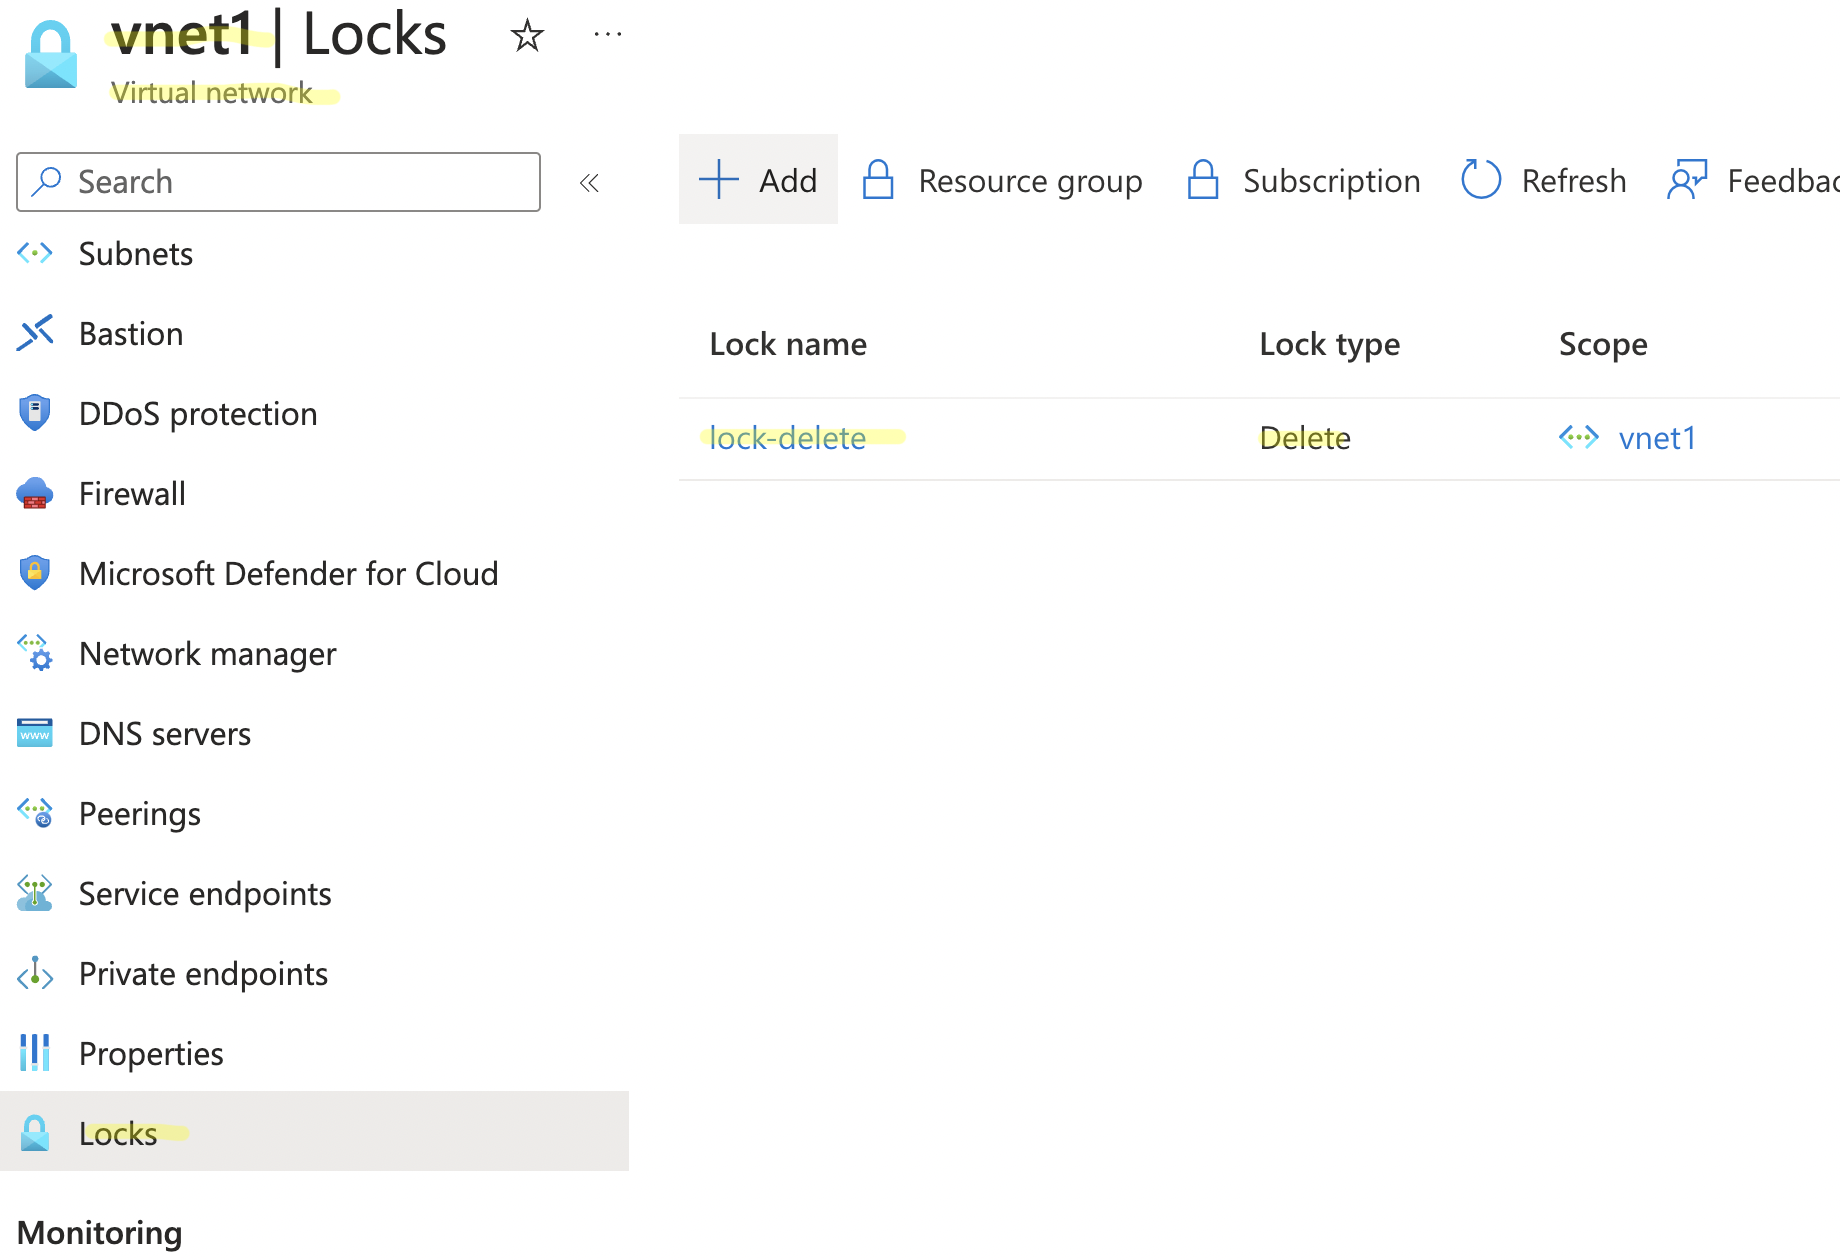 vnet1 | Locks
Virtual network
Search
Add
Resource group
Subscription
Refresh
Feedbac
Subnets
Bastion
DDoS protection
Firewall
Microsoft Defender for Cloud
Network manager
DNS servers
Peerings
Service endpoints
Private endpoints
Properties
Locks
Monitoring
Lock name Lock type Scope
lock-delete Delete vnet1